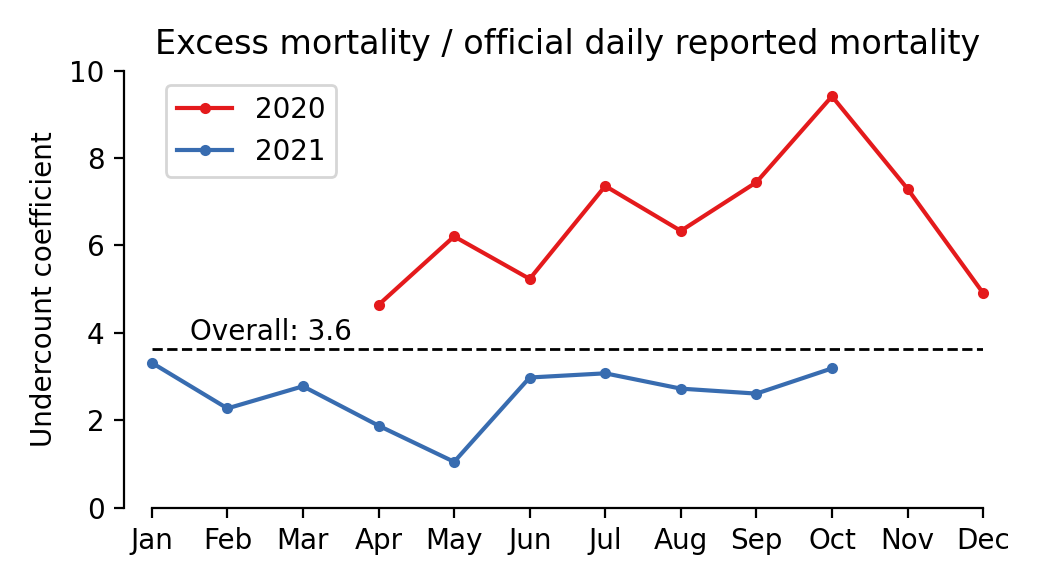 Excess mortality / official daily reported mortality
Undercount coefficient
10
8
6
4
2
0
2020
2021
Overall: 3.6
Jan Feb Mar Apr May Jun Jul Aug Sep Oct Nov Dec